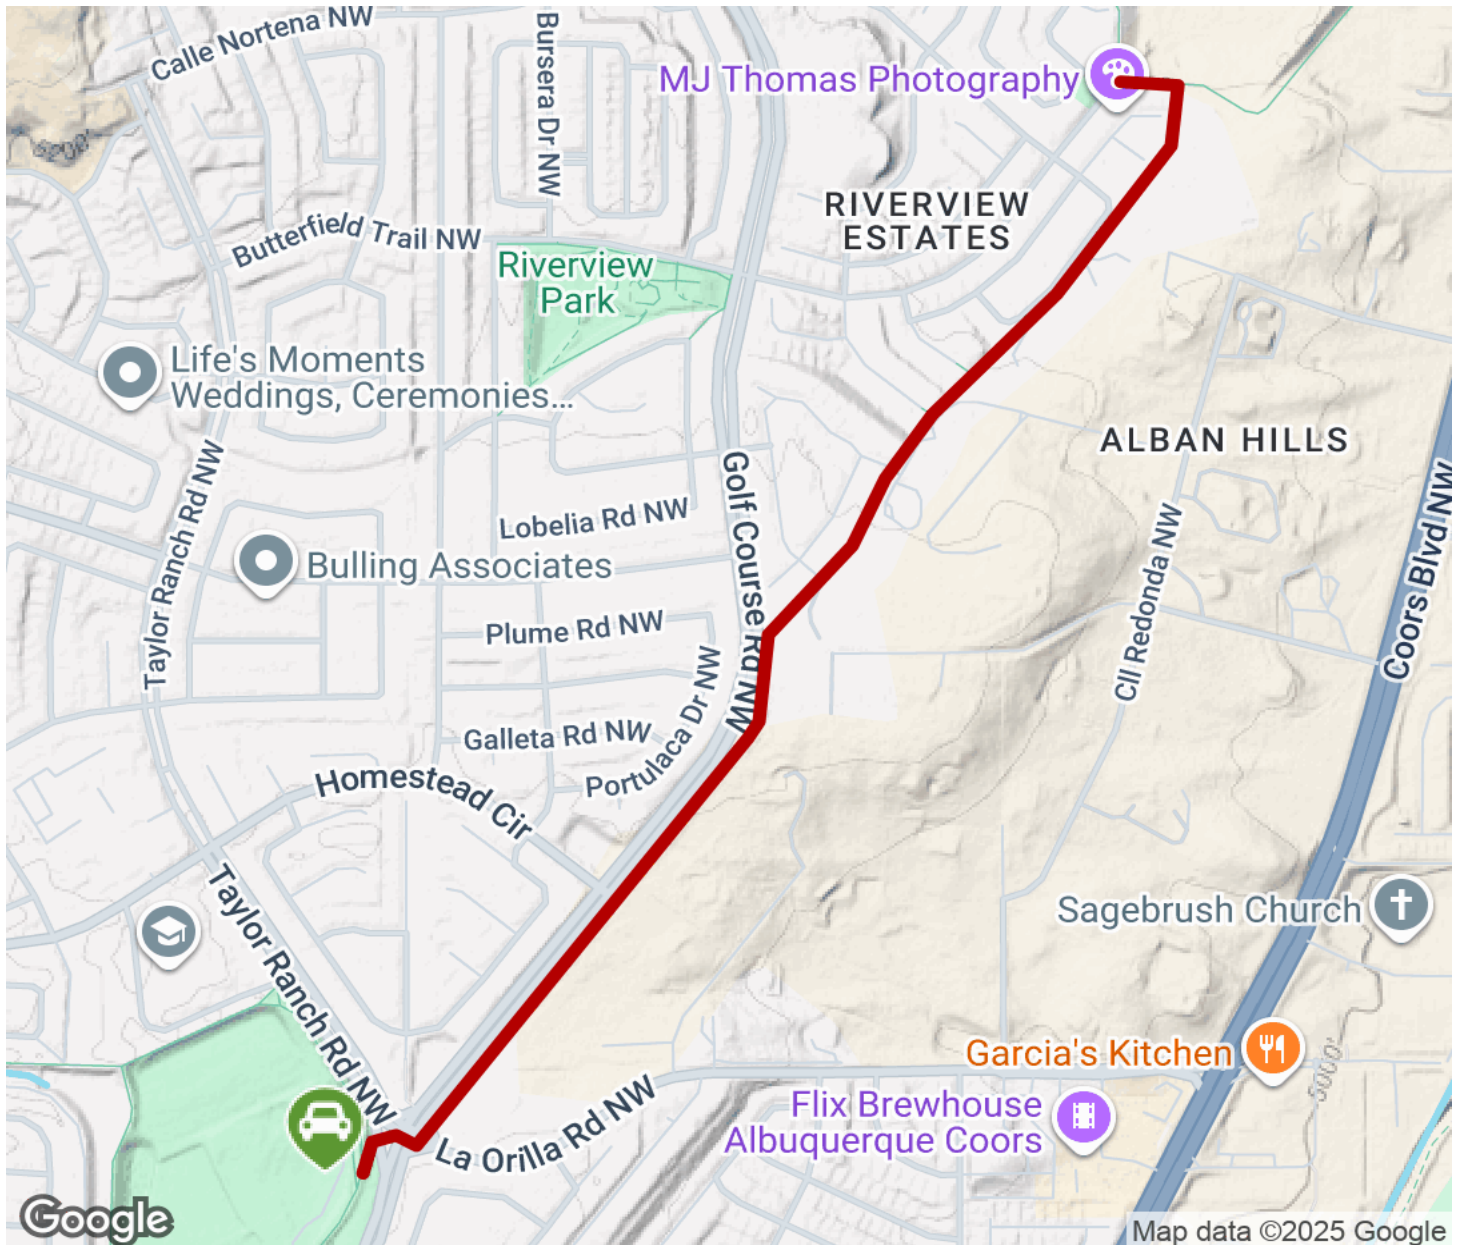 Calle Nortena NW
Bursera Dr NW
MJ Thomas Photography
5200'
RIVERVIEW
ESTATES
Butterfield Trail NW
Riverview
Park
Life's Moments
Weddings, Ceremonies...
ALBAN HILLS
Taylor Ranch Rd NW
Golf Course Rd NW
Coors Blvd NW
Lobelia Rd NW
Bulling Associates
Cll Redonda NW
Plume Rd NW
Portulaca Dr NW
Galleta Rd NW
Homestead Cir
Taylor Ranch Rd NW
Sagebrush Church
Garcia's Kitchen
5000'
La Orilla Rd NW
Flix Brewhouse
Albuquerque Coors
Google
Map data ©2025 Google